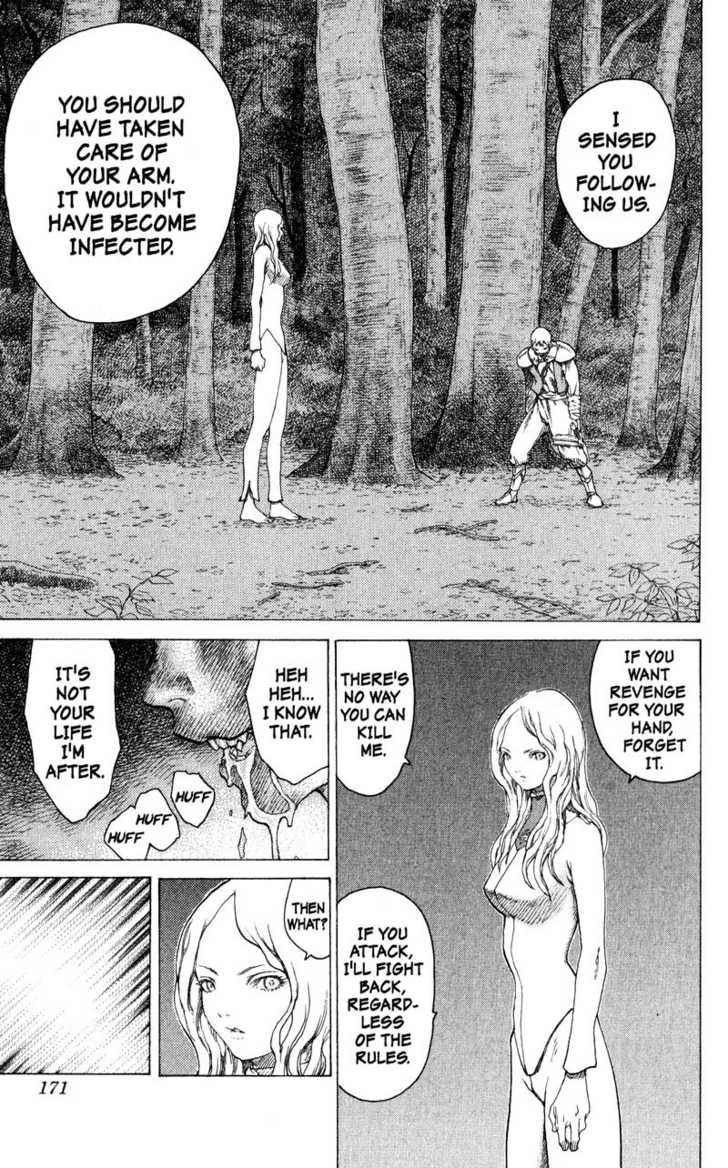 I
SENSED
YOU
FOLLOW-
ING US.
YOU SHOULD
HAVE TAKEN
CARE OF
YOUR ARM.
IT WOULDN'T
HAVE BECOME
INFECTED.
IF YOU
WANT
REVENGE
FOR YOUR
HAND,
FORGET
IT.
THERE'S
NO WAY
YOU CAN
KILL
ME.
IF YOU
ATTACK,
I'LL FIGHT
BACK,
REGARD-
LESS
OF THE
RULES.
HEH
HEH...
I KNOW
THAT.
IT'S
NOT
YOUR
LIFE
I'M
AFTER.
HUFF
HUFF
HUFF
THEN
WHAT?
171